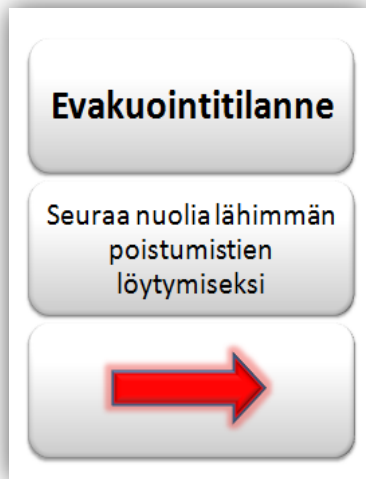 Evakuointitilanne
Seuraa nuolia lähimmän
poistumistien
löytymiseksi